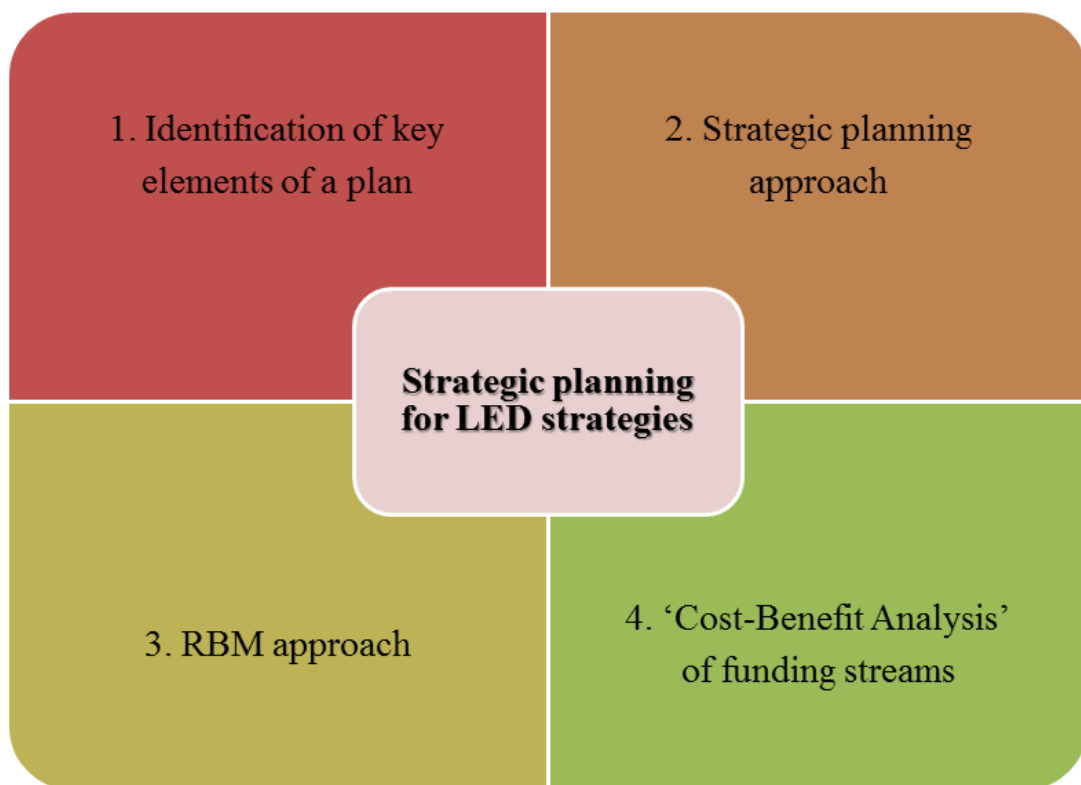 1. Identification of key
elements of a plan
2. Strategic planning
approach
Strategic planning
for LED strategies
3. RBM approach
4. ‘Cost-Benefit Analysis’
of funding streams